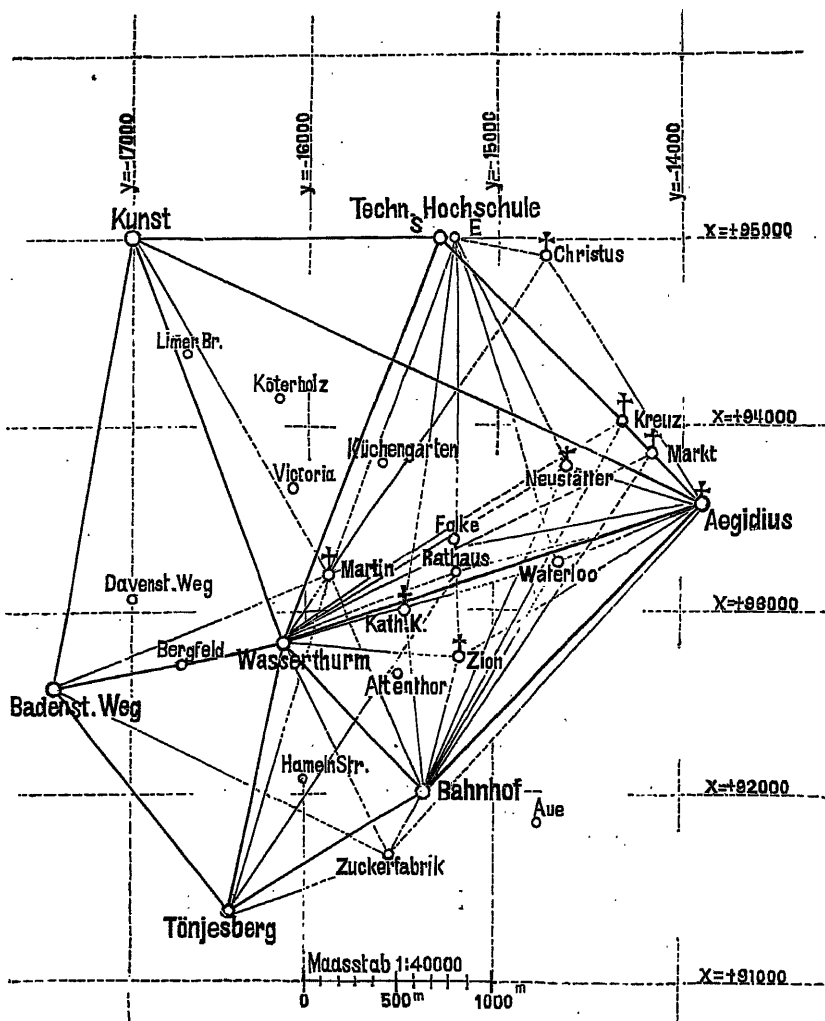 y=-17000
y=-16000
y=-15000
y=-14000
Kunst
Techn. Hochschule
S
E
X=+95000
Christus
Limer Br.
Köterholz
Kreuz
X=+94000
Markt
Küchengarten
Neustätter
Victoria
Aegidius
Falke
Rathaus
Martin
Waterloo
Davenst. Weg
Kath. K.
X=+93000
Bergfeld
Wasserthurm
Zion
Altenthor
Badenst. Weg
Hameln Str.
Bahnhof
X=+92000
Aue
Zuckerfabrik
Tönjesberg
Maasstab 1:40000
X=+91000
0 500m 1000m